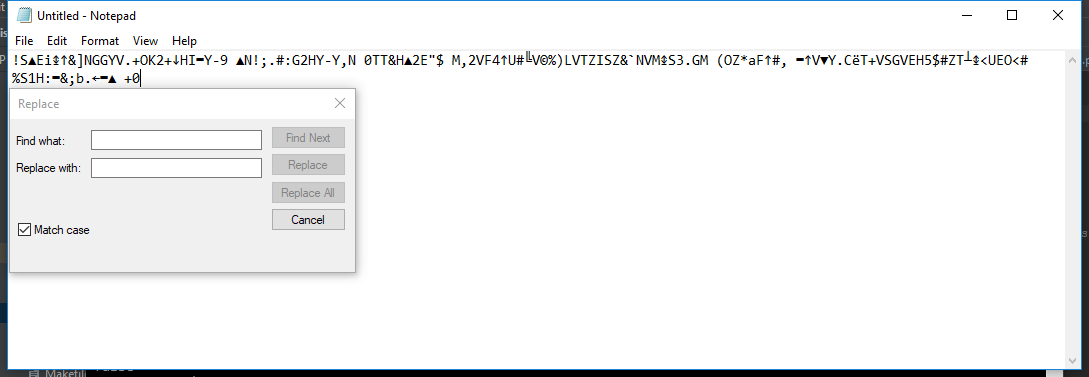 Untitled - Notepad
File Edit Format View Help
!S▲Ei↨↑&]NGGYV.+OK2+↓HI▬Y-9 ▲N!;.#:G2HY-Y,N 0TT&H▲2E"$ M,2VF4↑U#╚V©%)LVTZISZ&`NVM↨S3.GM (OZ*aF↑#, ▬↑V▼Y.CëT+VSGVEH5$#ZT┴↨<UEO<#
%S1H:▬&;b.←▬▲ +0
Replace
Find what:
Find Next
Replace with:
Replace
Replace All
Cancel
Match case